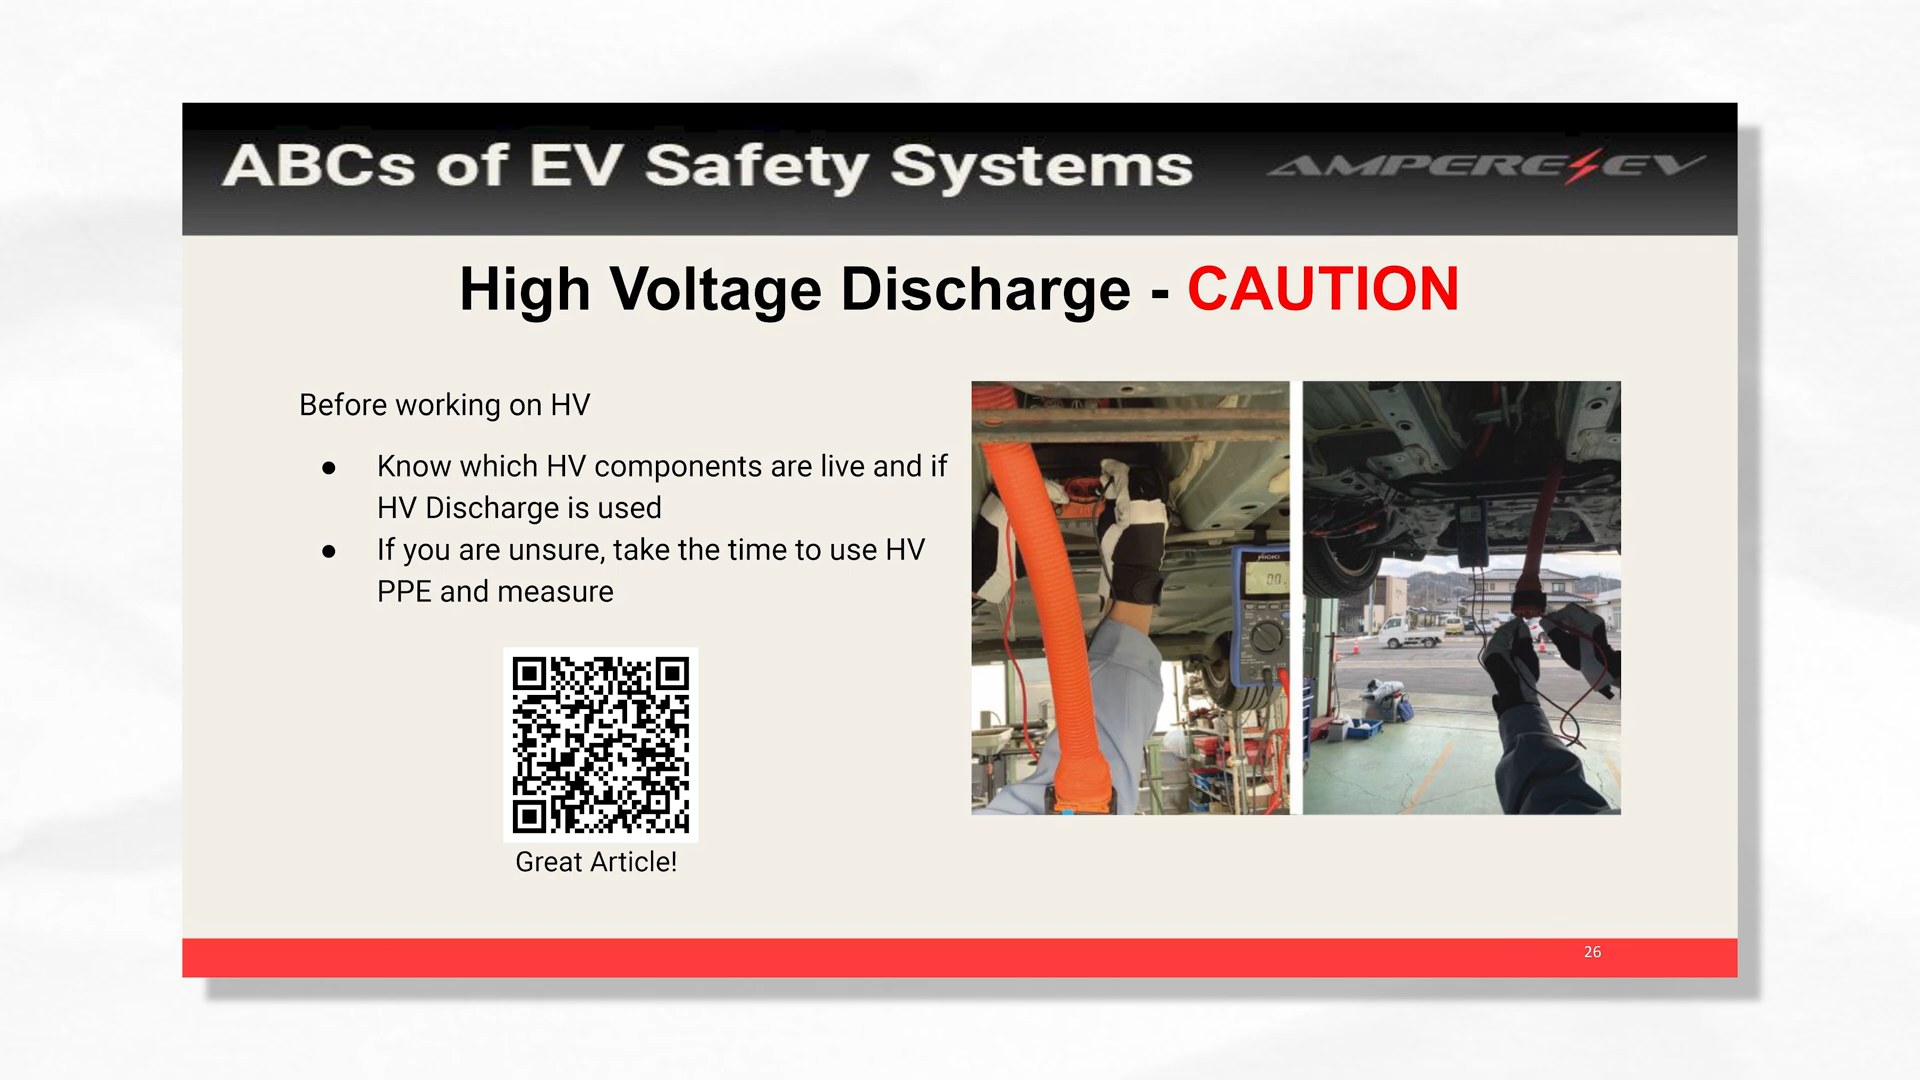 ABCs of EV Safety Systems
AMPERE EV
High Voltage Discharge - CAUTION
Before working on HV
● Know which HV components are live and if
HV Discharge is used
● If you are unsure, take the time to use HV
PPE and measure
HIOKI
00.
Great Article!
26